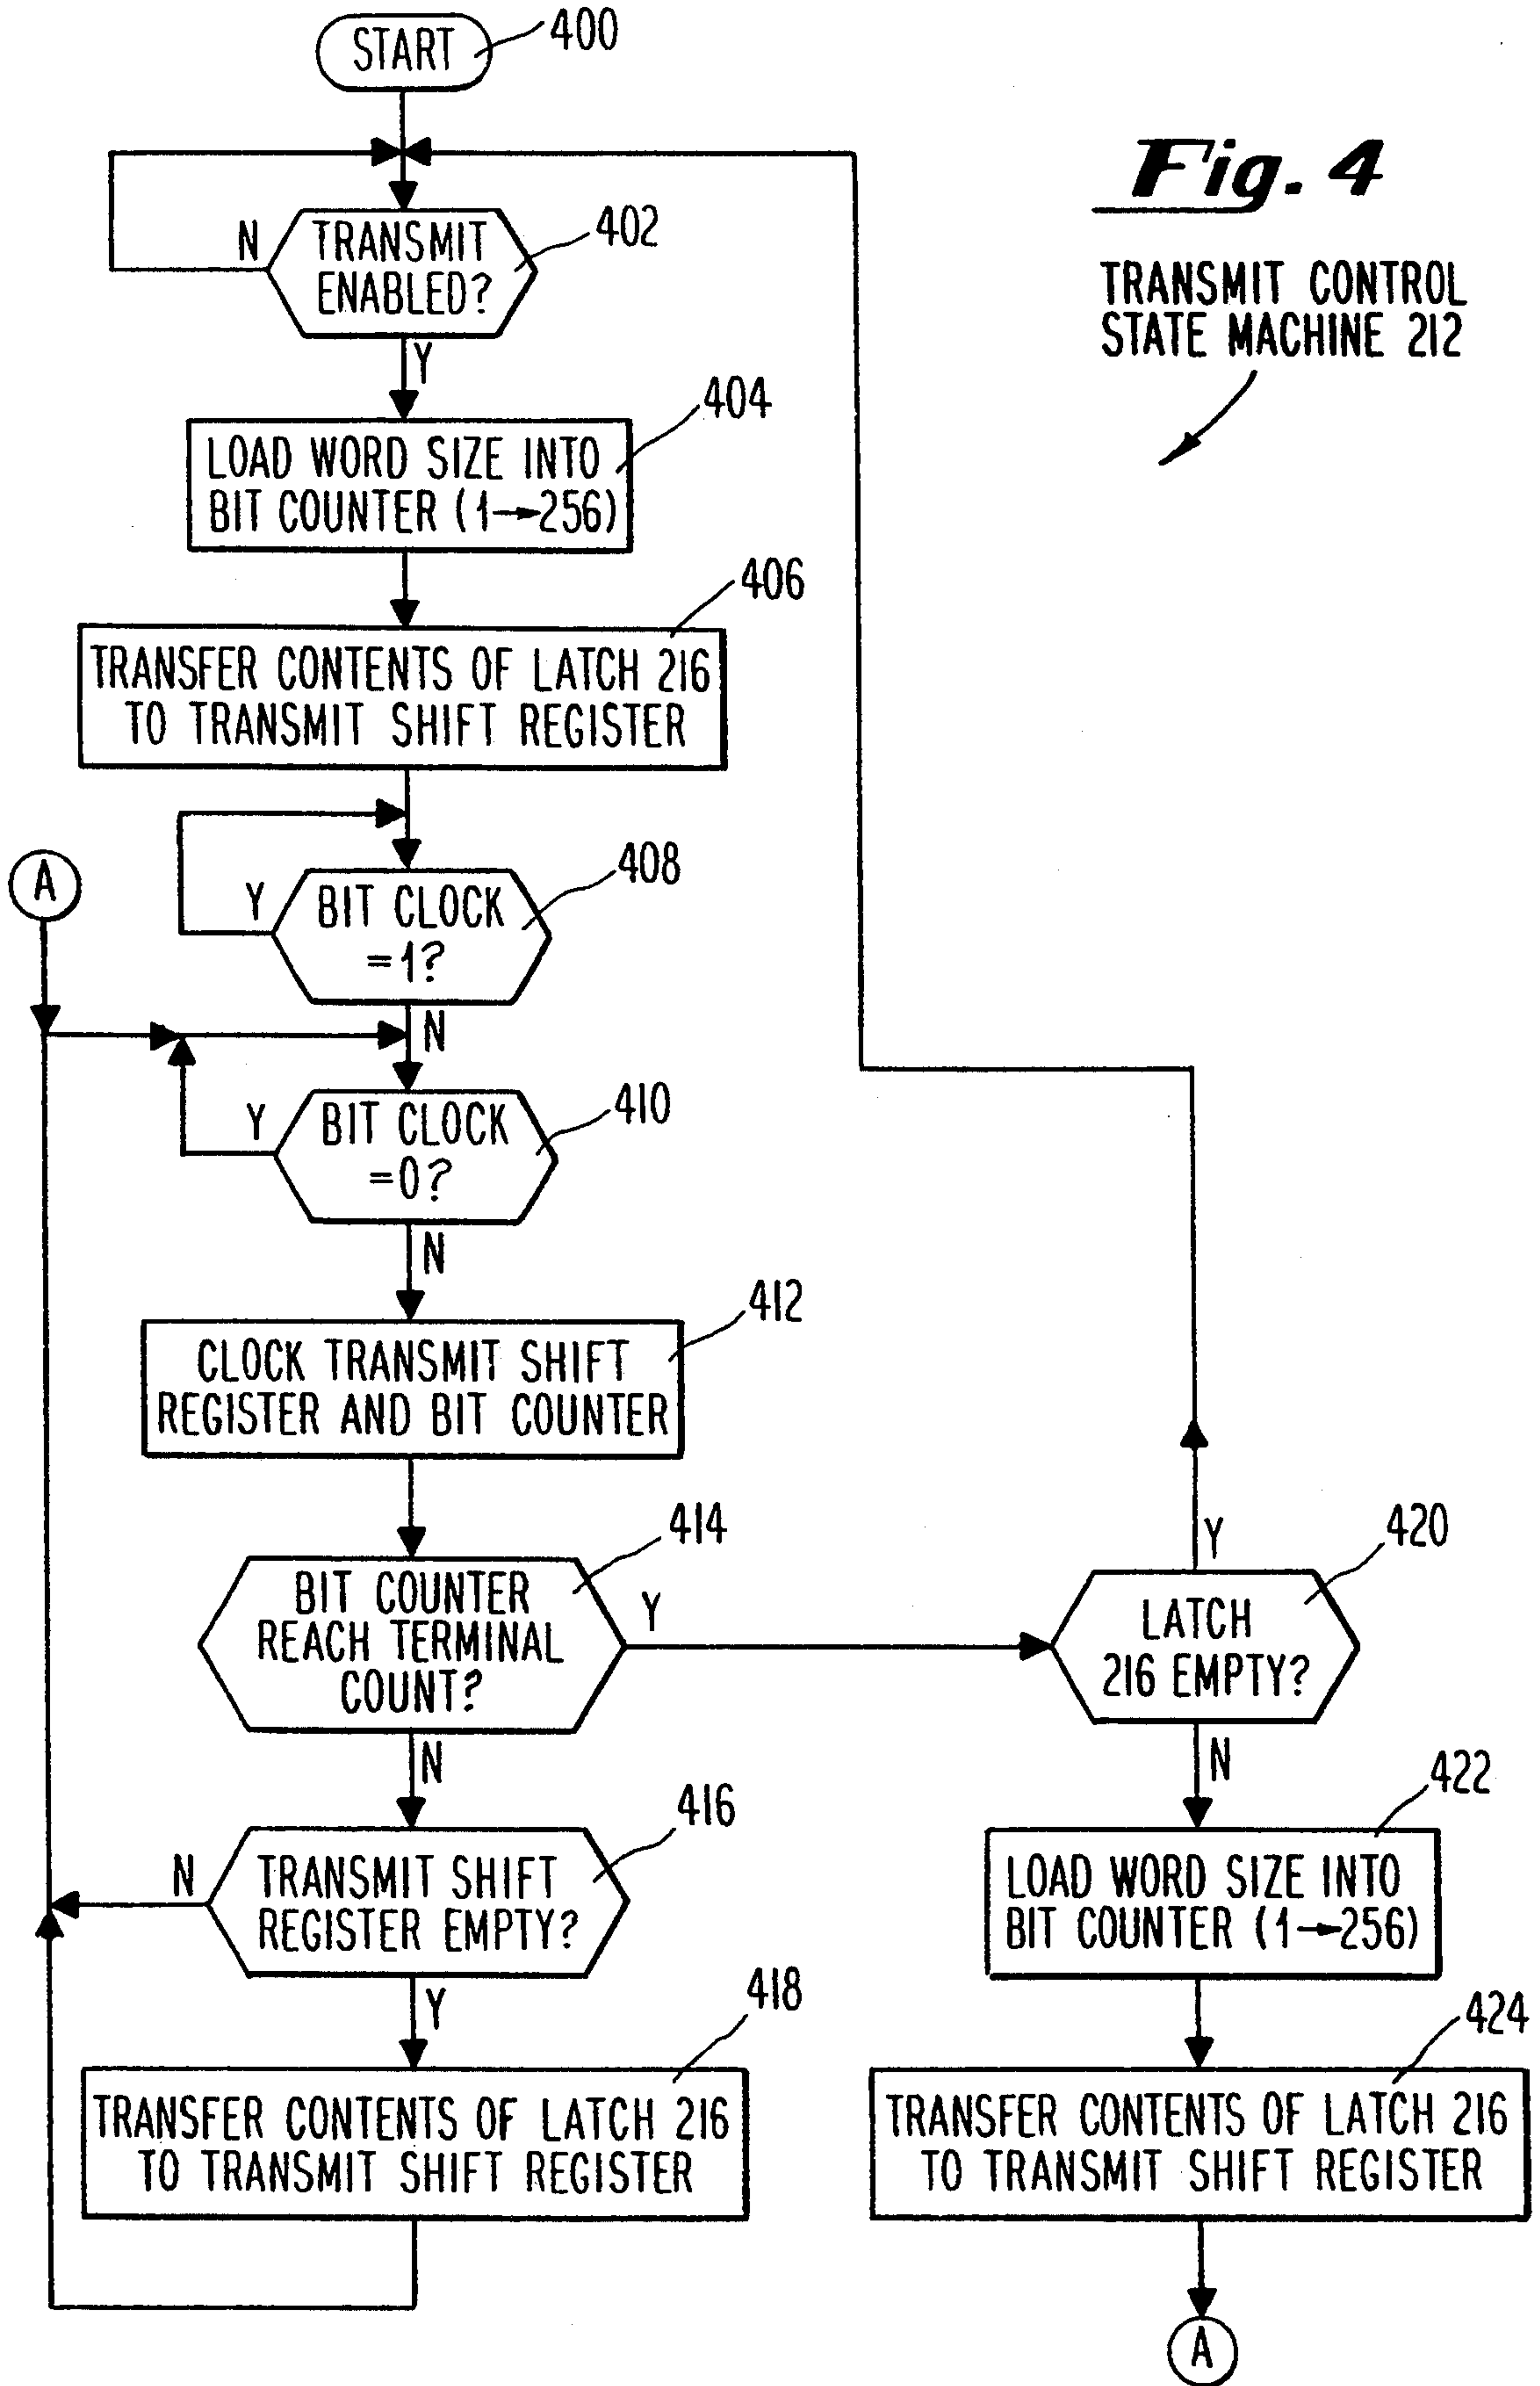 START
400
Fig. 4
TRANSMIT CONTROL
STATE MACHINE 212
N
TRANSMIT
ENABLED?
402
Y
404
LOAD WORD SIZE INTO
BIT COUNTER (1→256)
406
TRANSFER CONTENTS OF LATCH 216
TO TRANSMIT SHIFT REGISTER
A
408
Y
BIT CLOCK
=1?
N
410
Y
BIT CLOCK
=0?
N
412
CLOCK TRANSMIT SHIFT
REGISTER AND BIT COUNTER
414
BIT COUNTER
REACH TERMINAL
COUNT?
Y
N
416
N
TRANSMIT SHIFT
REGISTER EMPTY?
Y
418
TRANSFER CONTENTS OF LATCH 216
TO TRANSMIT SHIFT REGISTER
Y
420
LATCH
216 EMPTY?
N
422
LOAD WORD SIZE INTO
BIT COUNTER (1→256)
424
TRANSFER CONTENTS OF LATCH 216
TO TRANSMIT SHIFT REGISTER
A